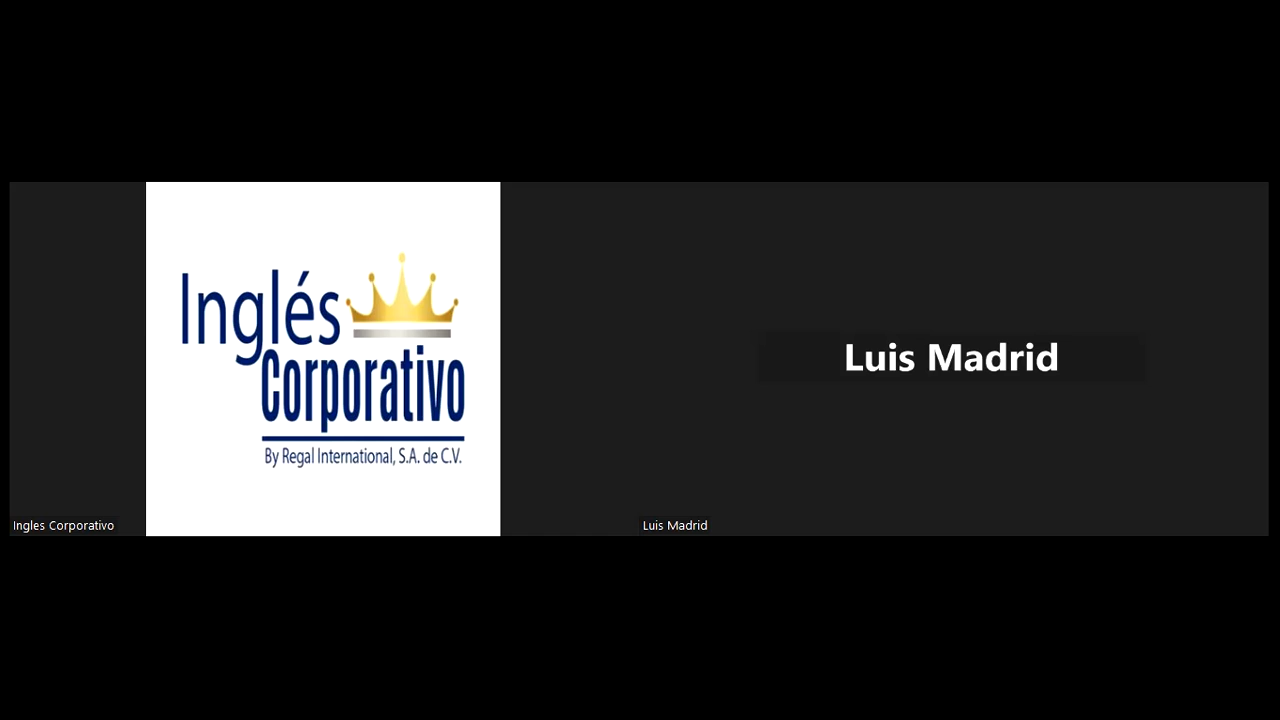 Inglés
Corporativo
By Regal International, S.A. de C.V.
Luis Madrid
Ingles Corporativo
Luis Madrid